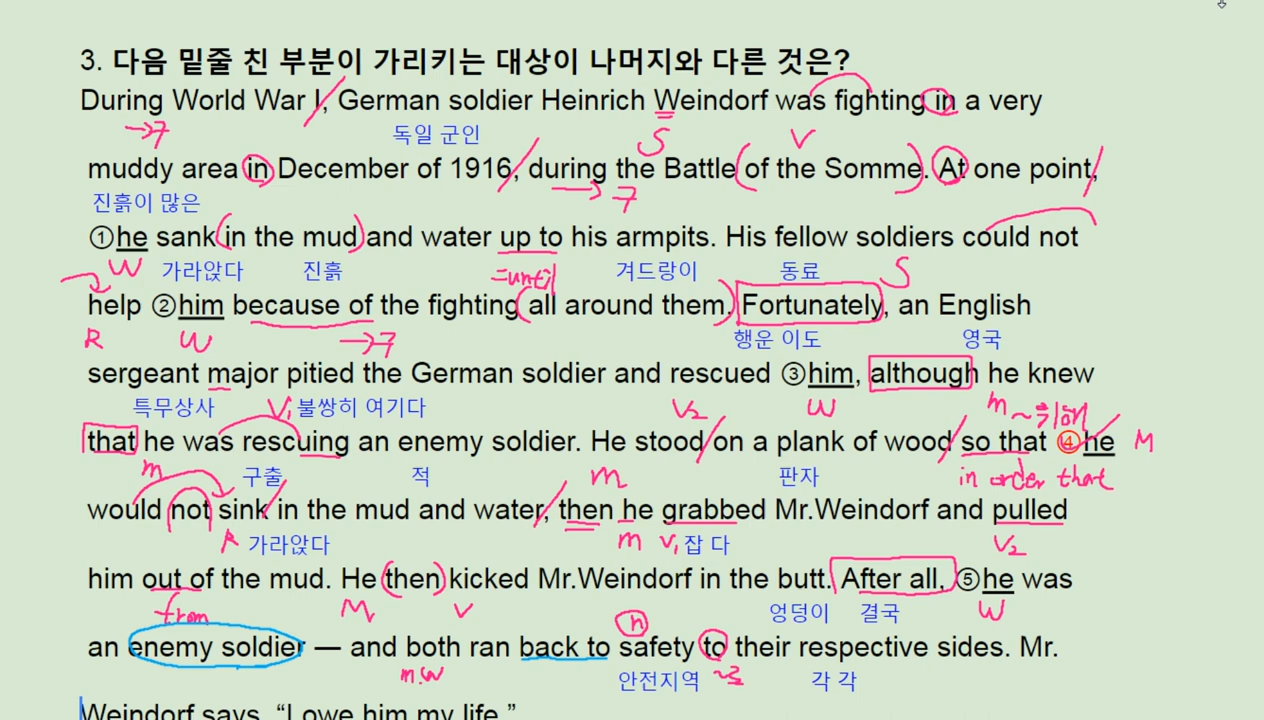 3. 다음 밑줄 친 부분이 가리키는 대상이 나머지와 다른 것은?
During World War I, German soldier Heinrich Weindorf was fighting in a very
→구 독일 군인 S V
muddy area in December of 1916, during the Battle (of the Somme). At one point,
진흙이 많은 →구
①he sank (in the mud) and water up to his armpits. His fellow soldiers could not
W 가라앉다 진흙 =until 겨드랑이 동료 S
help ②him because of the fighting (all around them). Fortunately, an English
R W →구 행운 이도 영국
sergeant major pitied the German soldier and rescued ③him, although he knew
특무상사 V₁ 불쌍히 여기다 V₂ W m ~위해
that he was rescuing an enemy soldier. He stood on a plank of wood so that ④he M
m 구출 적 m 판자 in order that
would not sink in the mud and water, then he grabbed Mr.Weindorf and pulled
R 가라앉다 m V₁ 잡 다 V₂
him out of the mud. He (then) kicked Mr.Weindorf in the butt. After all, ⑤he was
from M V 엉덩이 결국 W
an enemy soldier — and both ran back to safety to their respective sides. Mr.
m.W n 안전지역 ~로 각 각
Weindorf says, “I owe him my life.”